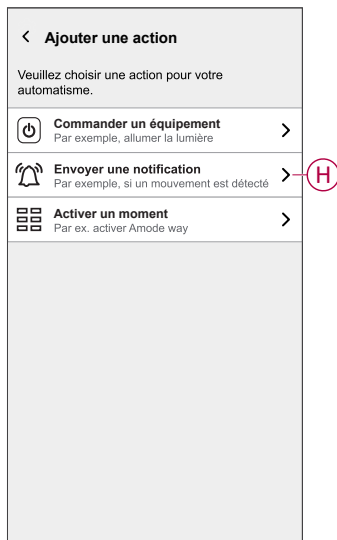 Ajouter une action
Veuillez choisir une action pour votre
automatisme.
Commander un équipement
Par exemple, allumer la lumière
Envoyer une notification
Par exemple, si un mouvement est détecté
H
Activer un moment
Par ex. activer Amode way